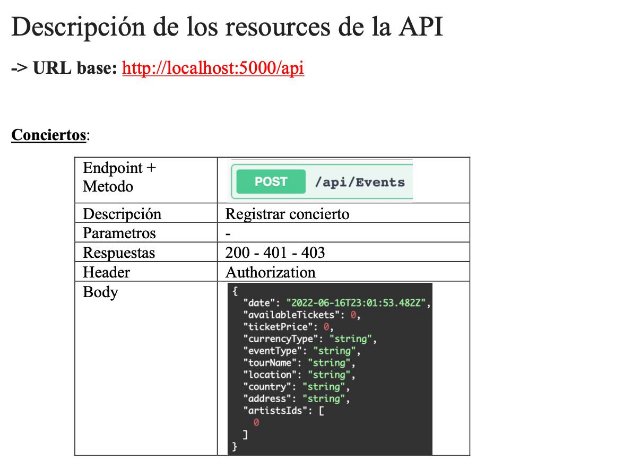 Descripción de los resources de la API
-> URL base: http://localhost:5000/api
Conciertos:
Endpoint +
Metodo
POST /api/Events
Descripción Registrar concierto
Parametros -
Respuestas 200 - 401 - 403
Header Authorization
Body
{
"date": "2022-06-16T23:01:53.482Z",
"availableTickets": 0,
"ticketPrice": 0,
"currencyType": "string",
"eventType": "string",
"tourName": "string",
"location": "string",
"country": "string",
"address": "string",
"artistsIds": [
0
]
}